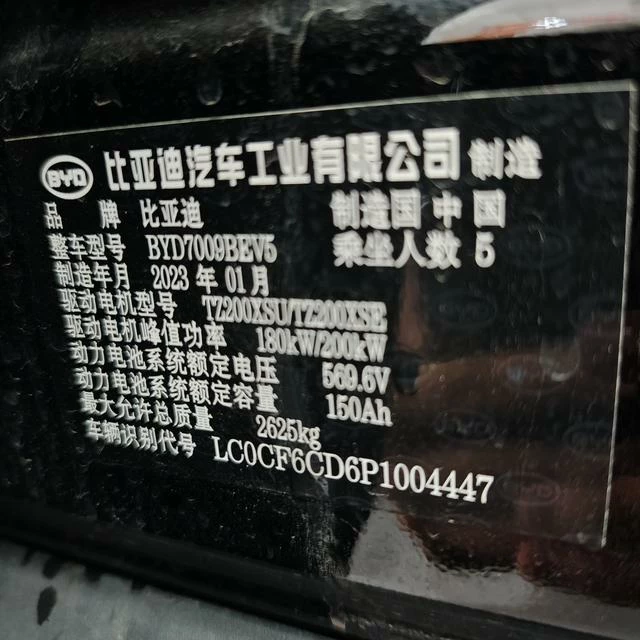 BYD 比亚迪汽车工业有限公司 制造
品 牌 比亚迪 制造国 中国
整车型号 BYD7009BEV5 乘坐人数 5
制造年月 2023 年 01 月
驱动电机型号 TZ200XSU/TZ200XSE
驱动电机峰值功率 180kW/200kW
动力电池系统额定电压 569.6V
动力电池系统额定容量 150Ah
最大允许总质量 2625kg
车辆识别代号 LC0CF6CD6P1004447